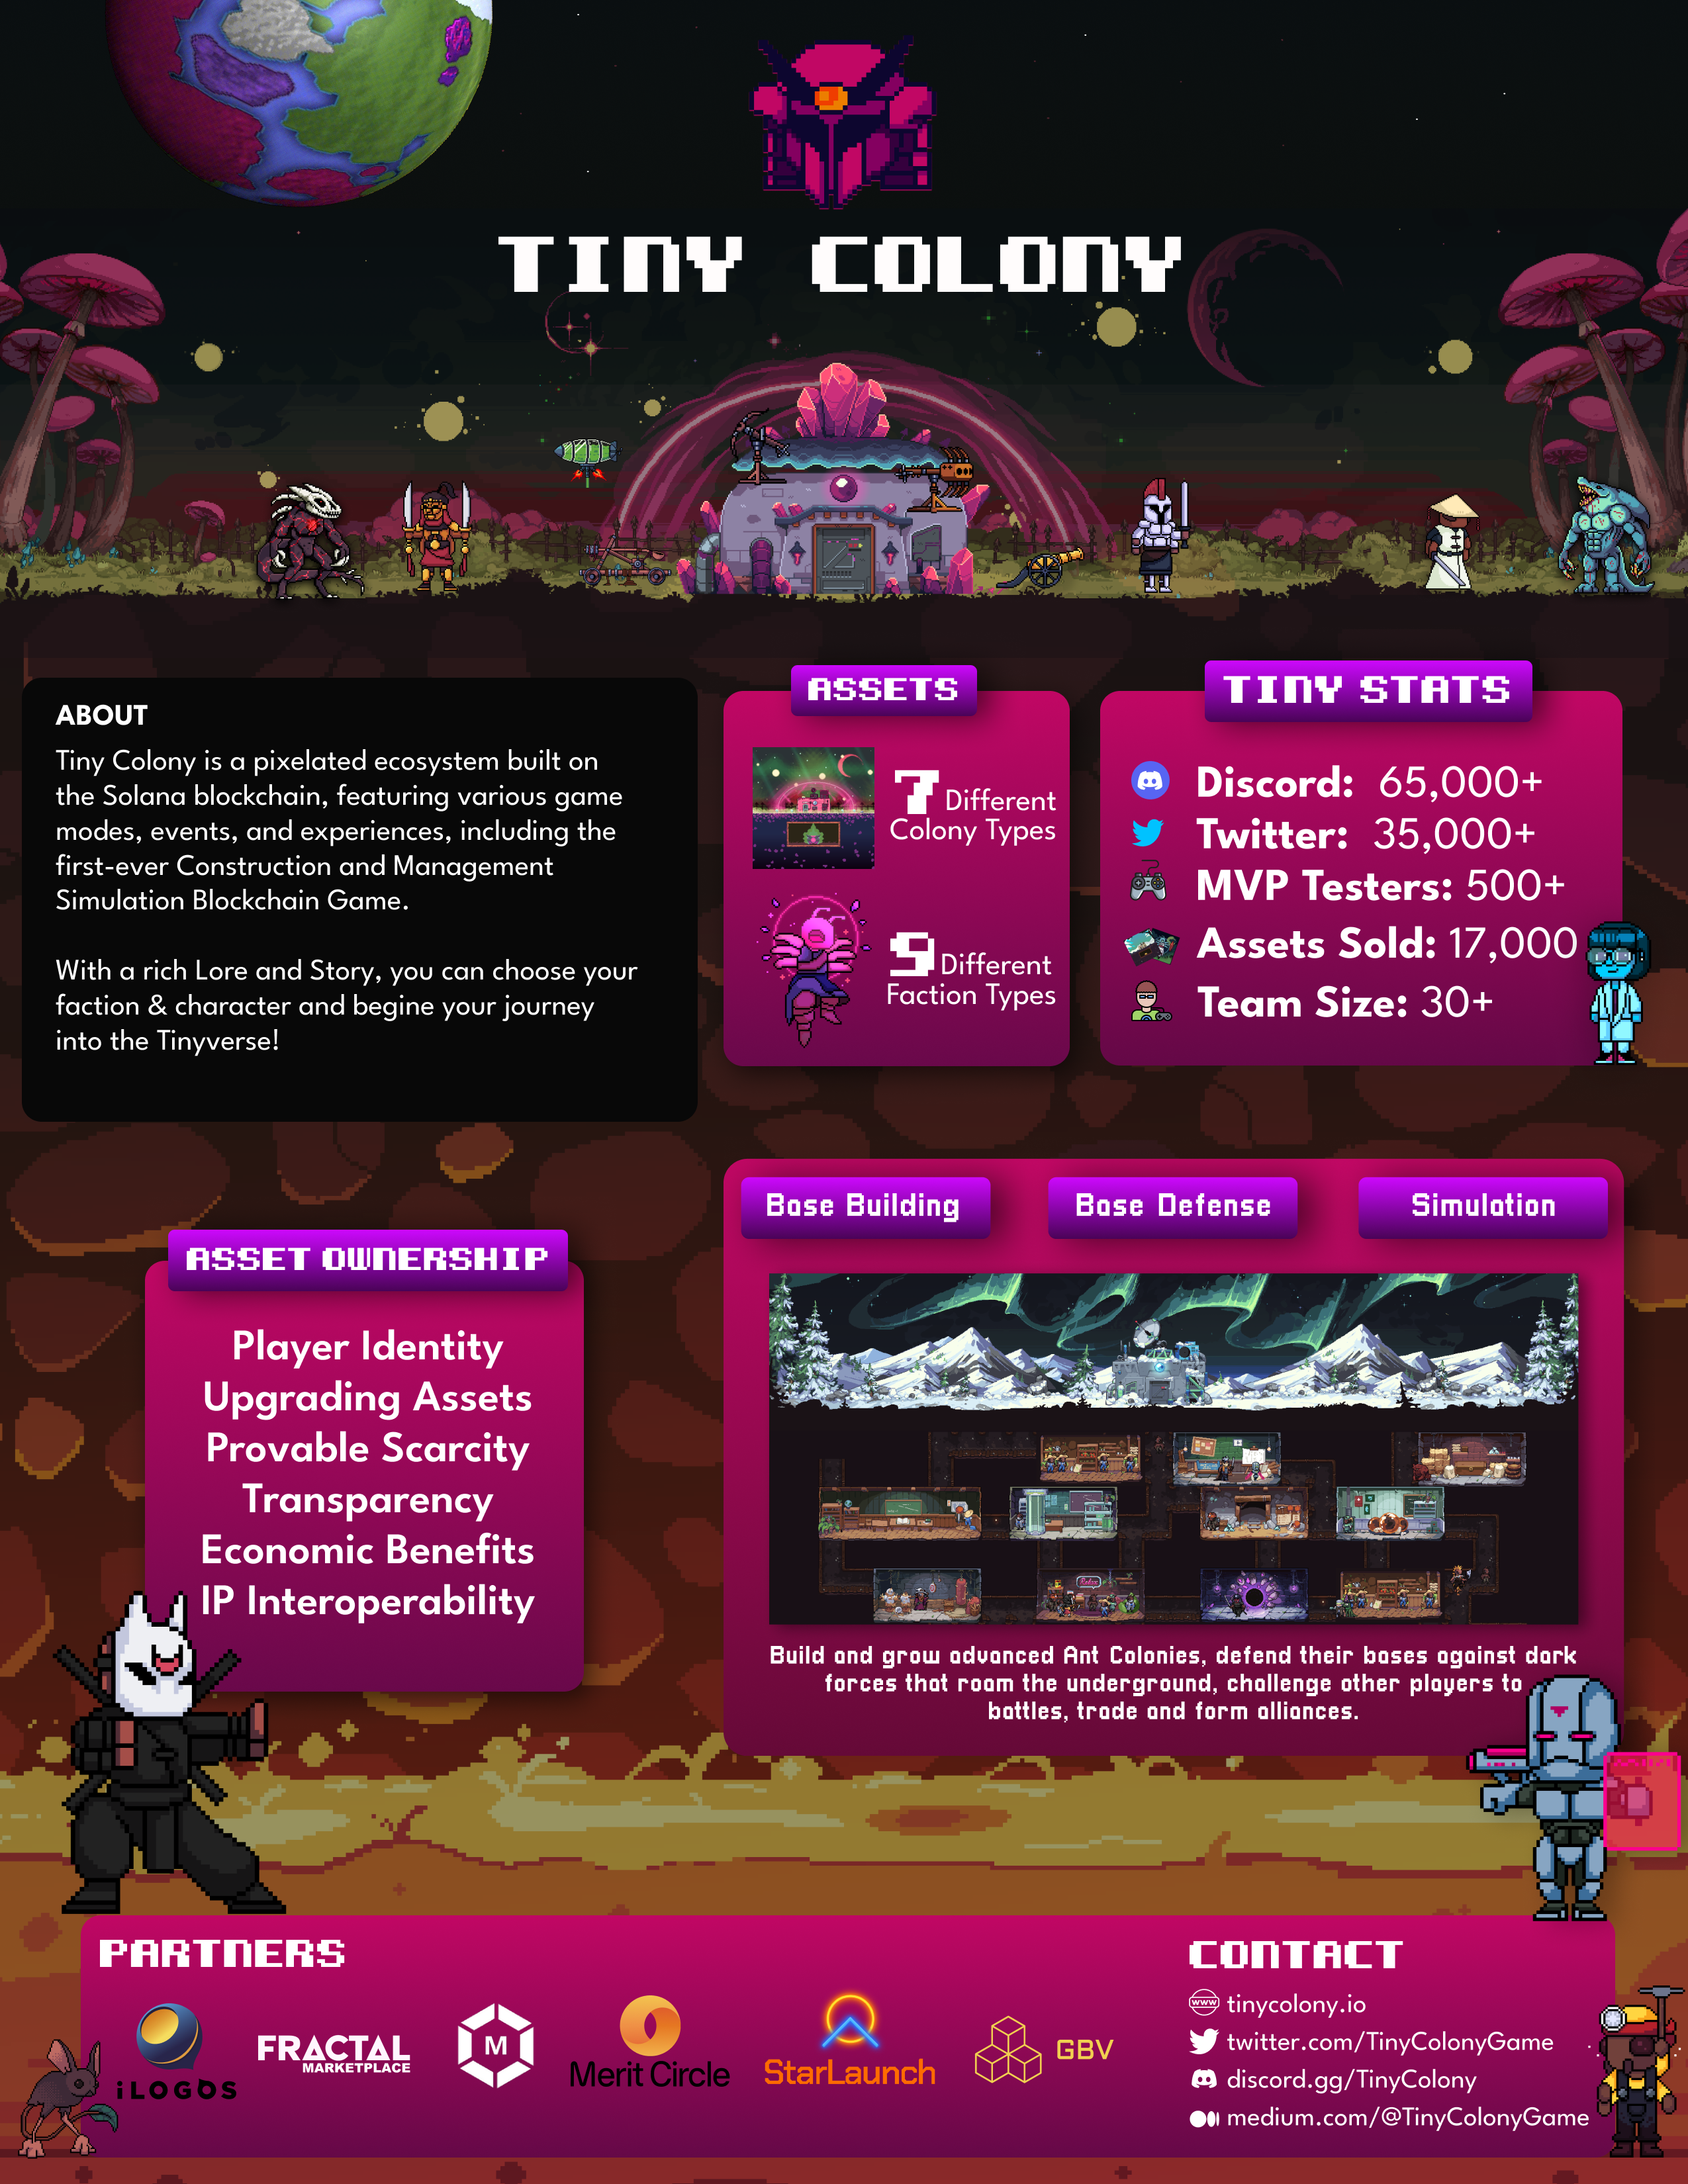 TINY COLONY
ABOUT
Tiny Colony is a pixelated ecosystem built on
the Solana blockchain, featuring various game
modes, events, and experiences, including the
first-ever Construction and Management
Simulation Blockchain Game.
With a rich Lore and Story, you can choose your
faction & character and begine your journey
into the Tinyverse!
ASSETS
7 Different
Colony Types
9 Different
Faction Types
TINY STATS
Discord: 65,000+
Twitter: 35,000+
MVP Testers: 500+
Assets Sold: 17,000
Team Size: 30+
ASSET OWNERSHIP
Player Identity
Upgrading Assets
Provable Scarcity
Transparency
Economic Benefits
IP Interoperability
Base Building
Base Defense
Simulation
Build and grow advanced Ant Colonies, defend their bases against dark
forces that roam the underground, challenge other players to
battles, trade and form alliances.
PARTNERS
iLOGOS
FRACTAL
MARKETPLACE
M
Merit Circle
StarLaunch
GBV
CONTACT
www tinycolony.io
twitter.com/TinyColonyGame
discord.gg/TinyColony
medium.com/@TinyColonyGame